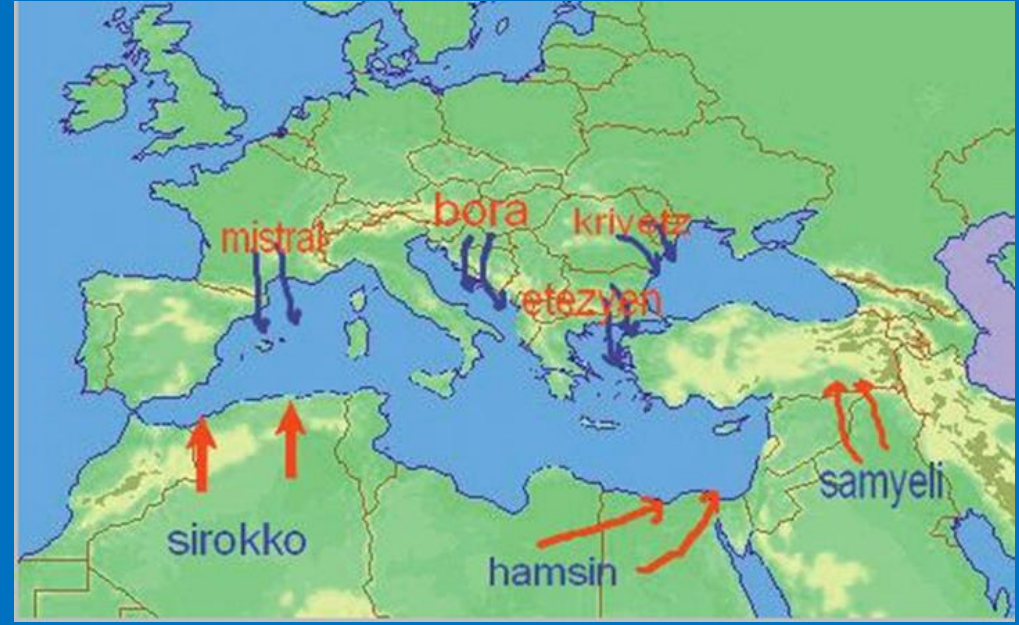 bora
krivetz
mistral
etezyen
samyeli
sirokko
hamsin